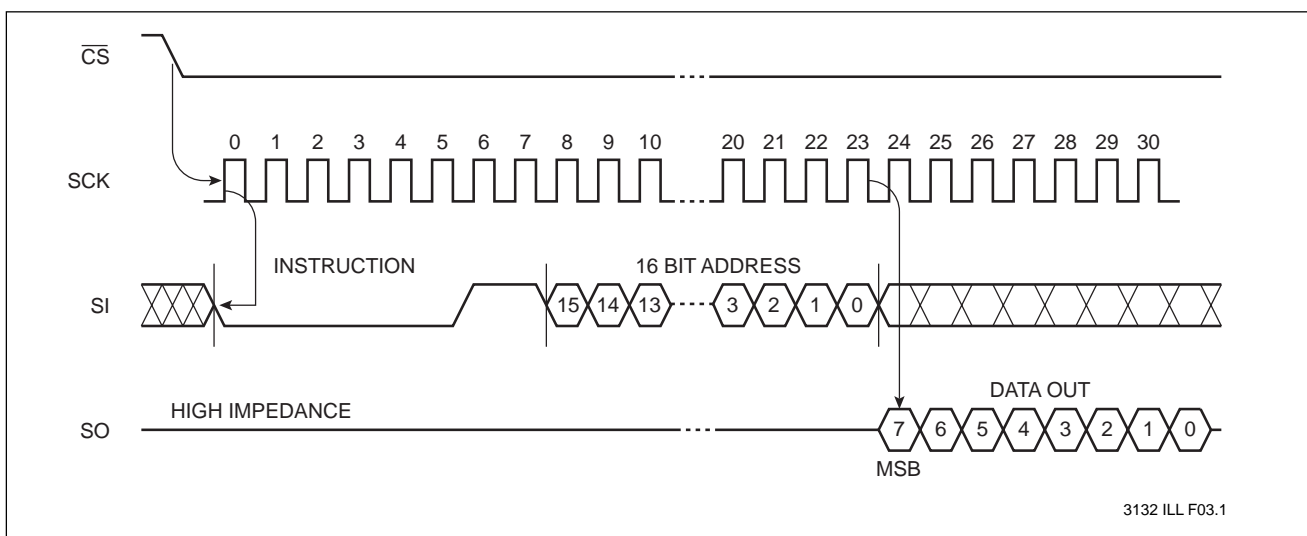 CS
0 1 2 3 4 5 6 7 8 9 10 20 21 22 23 24 25 26 27 28 29 30
SCK
INSTRUCTION 16 BIT ADDRESS
SI 15 14 13 3 2 1 0
DATA OUT
HIGH IMPEDANCE
SO 7 6 5 4 3 2 1 0
MSB
3132 ILL F03.1